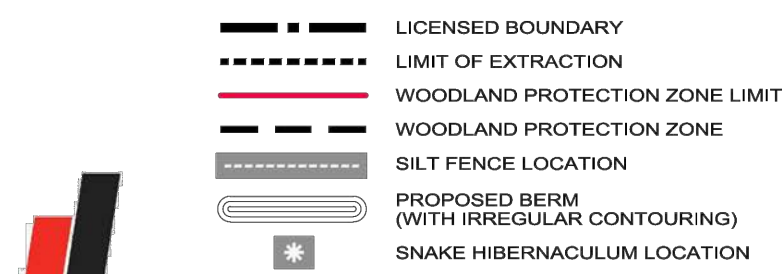 LICENSED BOUNDARY
LIMIT OF EXTRACTION
WOODLAND PROTECTION ZONE LIMIT
WOODLAND PROTECTION ZONE
SILT FENCE LOCATION
PROPOSED BERM
(WITH IRREGULAR CONTOURING)
SNAKE HIBERNACULUM LOCATION